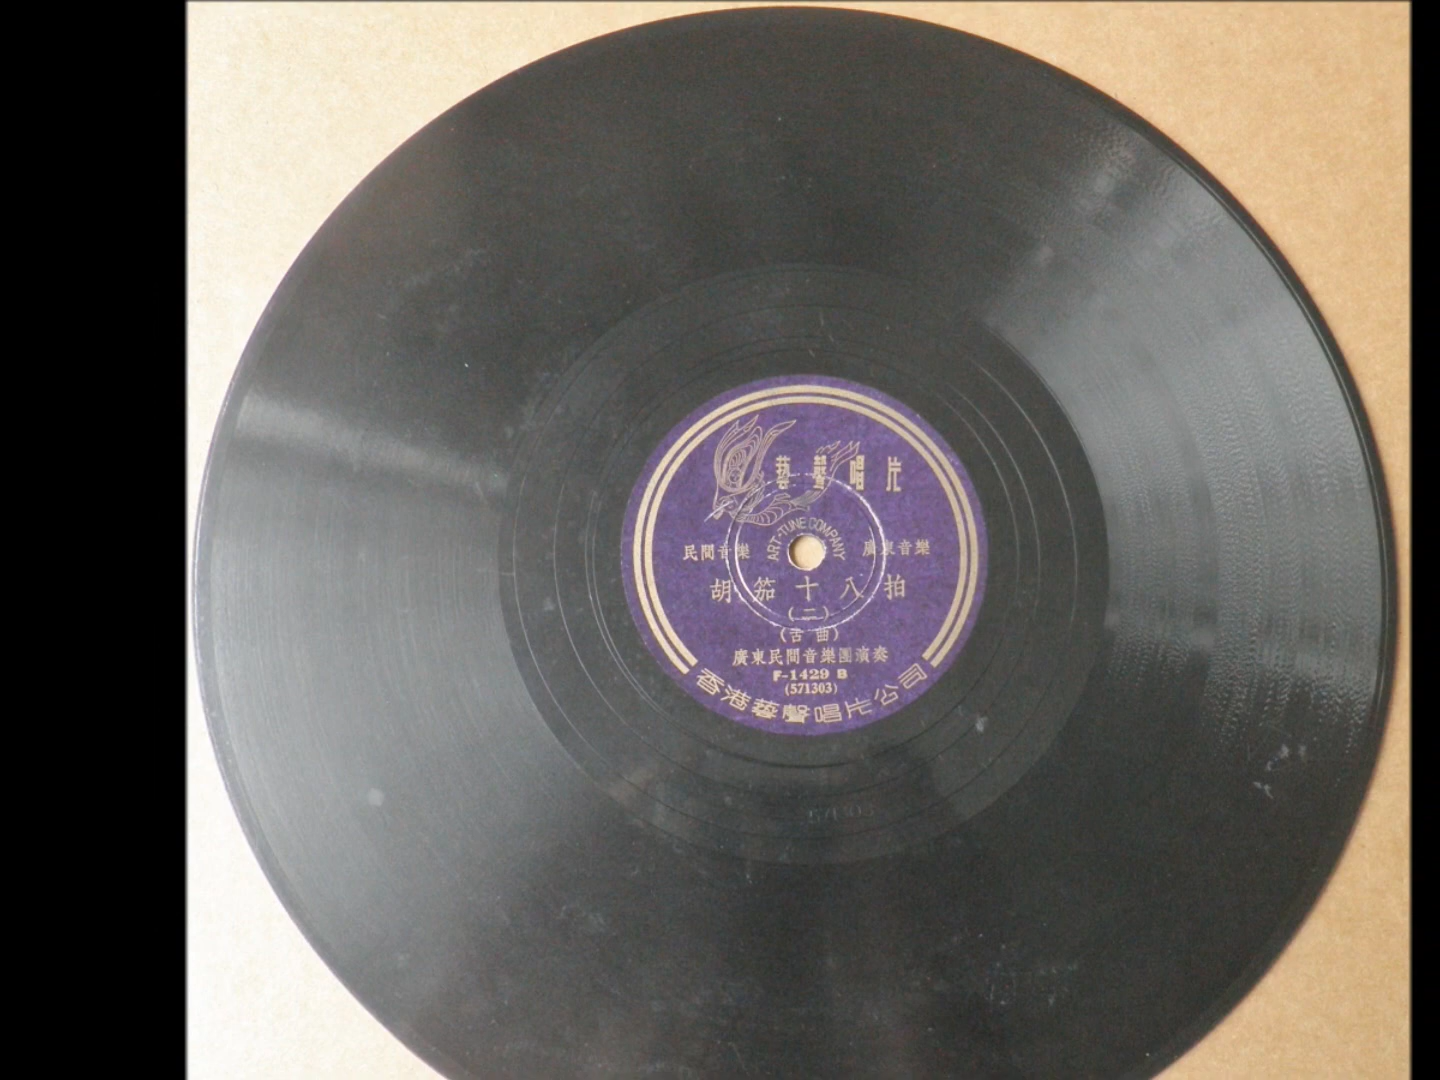 藝聲唱片
ART-TUNE COMPANY
民間音樂 廣東音樂
胡笳十八拍
(二)
(古曲)
廣東民間音樂團演奏
F-1429 B
(571303)
香港藝聲唱片公司
571303